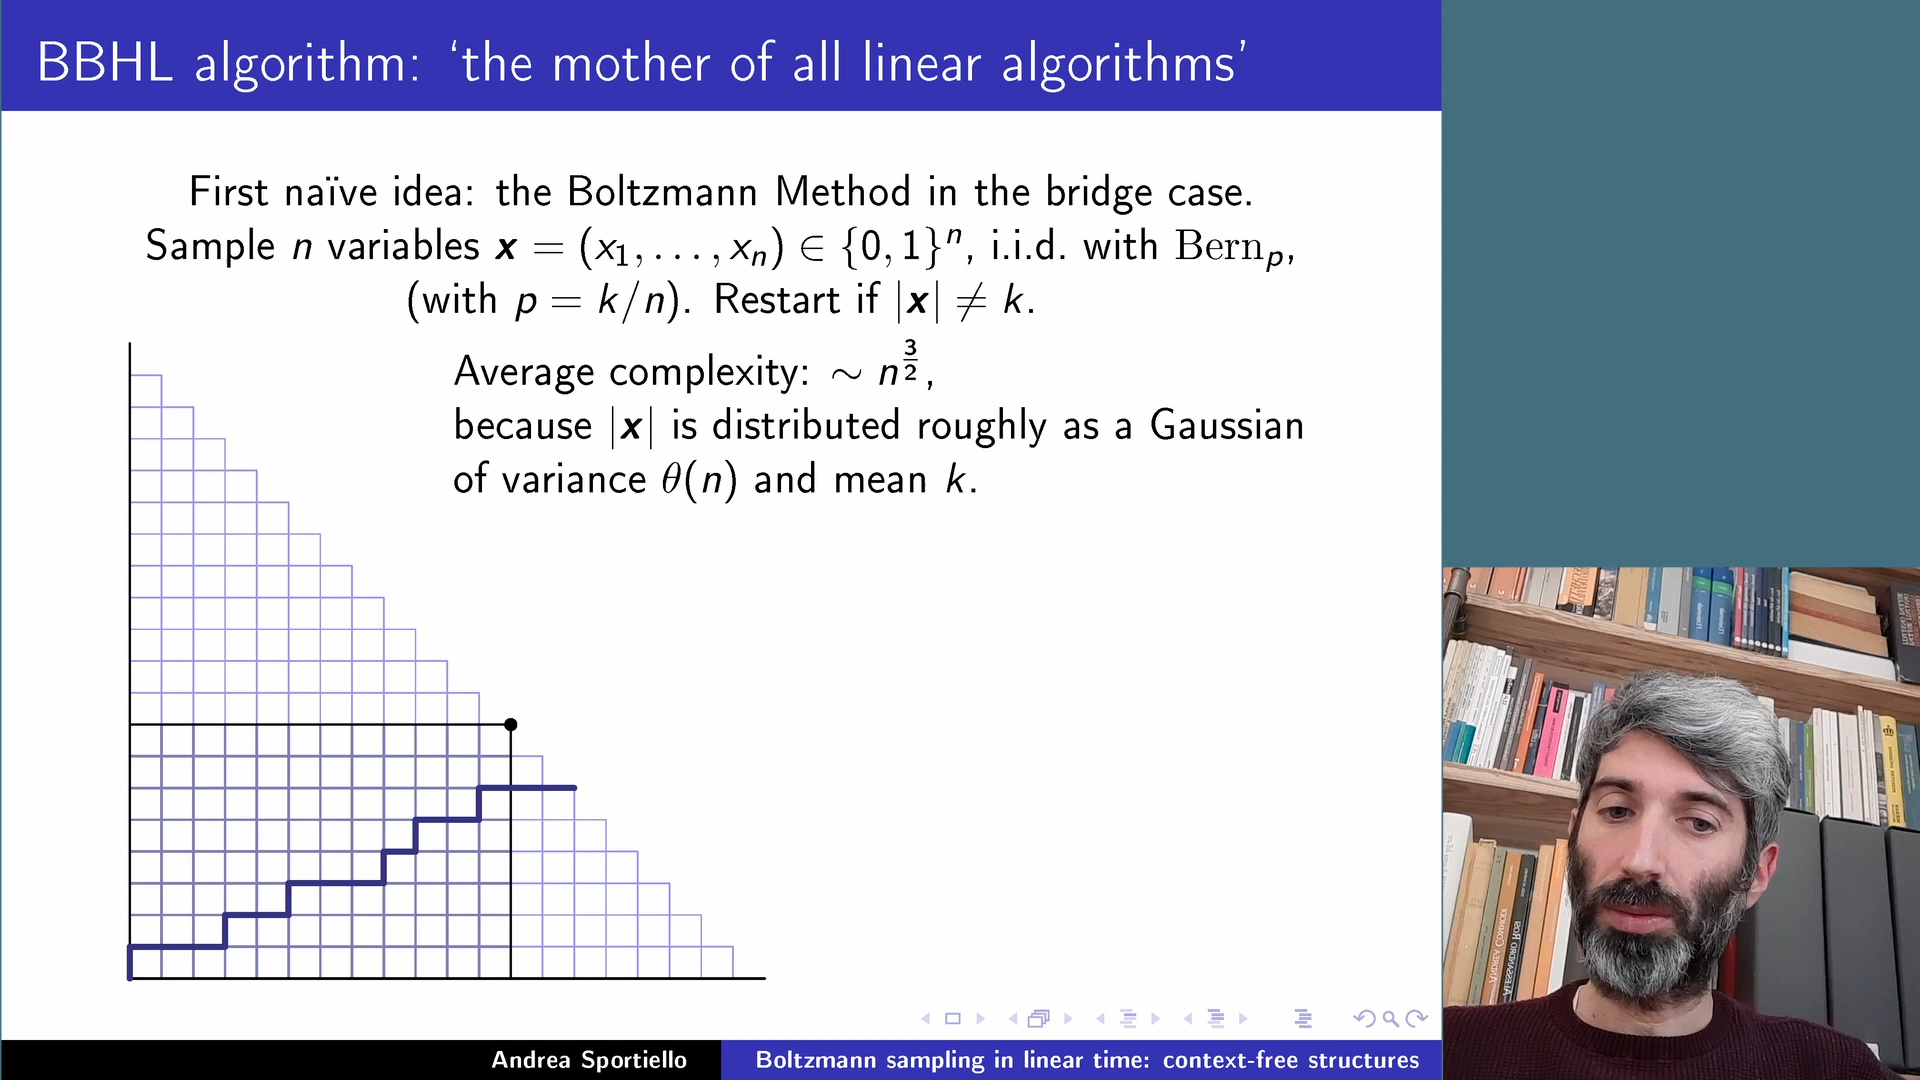 BBHL algorithm: ‘the mother of all linear algorithms’
First naïve idea: the Boltzmann Method in the bridge case.
Sample n variables x = (x₁, . . . , xₙ) ∈ {0, 1}ⁿ, i.i.d. with Bernₚ,
(with p = k/n). Restart if |x| ≠ k.
Average complexity: ∼ n^{3/2},
because |x| is distributed roughly as a Gaussian
of variance θ(n) and mean k.
Andrea Sportiello
Boltzmann sampling in linear time: context-free structures